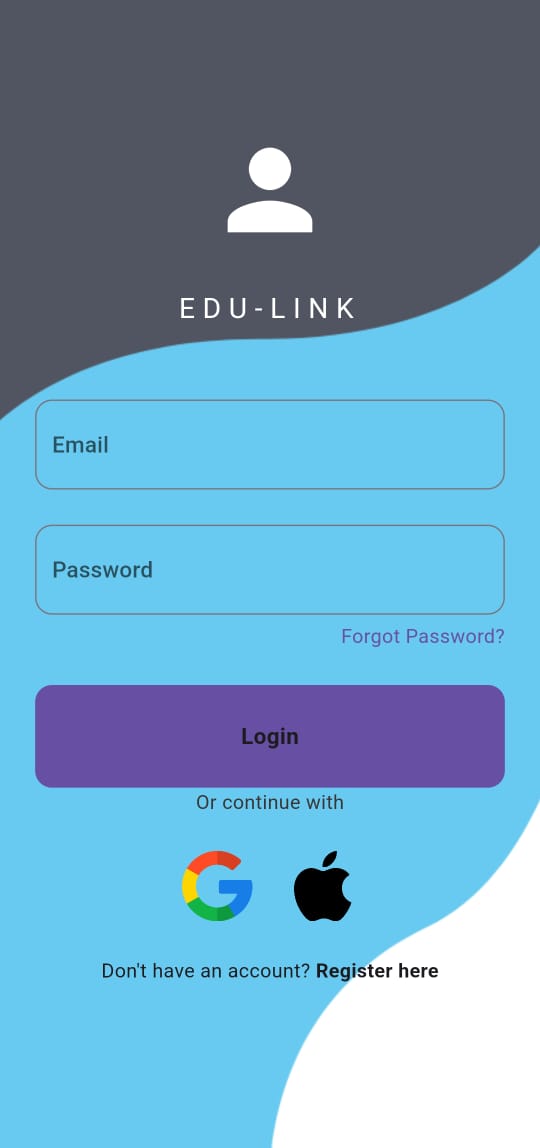 EDU-LINK
Email
Password
Forgot Password?
Login
Or continue with
Don't have an account? Register here